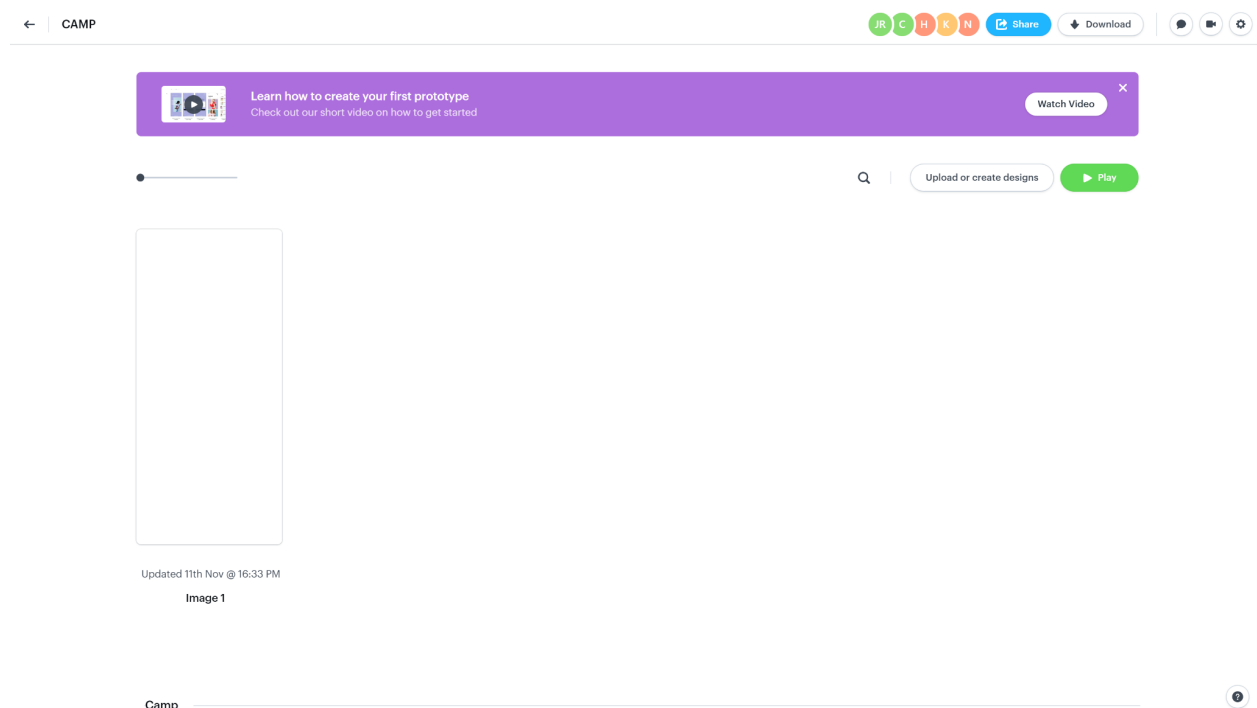 CAMP
JR C H K N Share Download
Learn how to create your first prototype
Check out our short video on how to get started
Watch Video
Upload or create designs Play
Updated 11th Nov @ 16:33 PM
Image 1
Camp
?